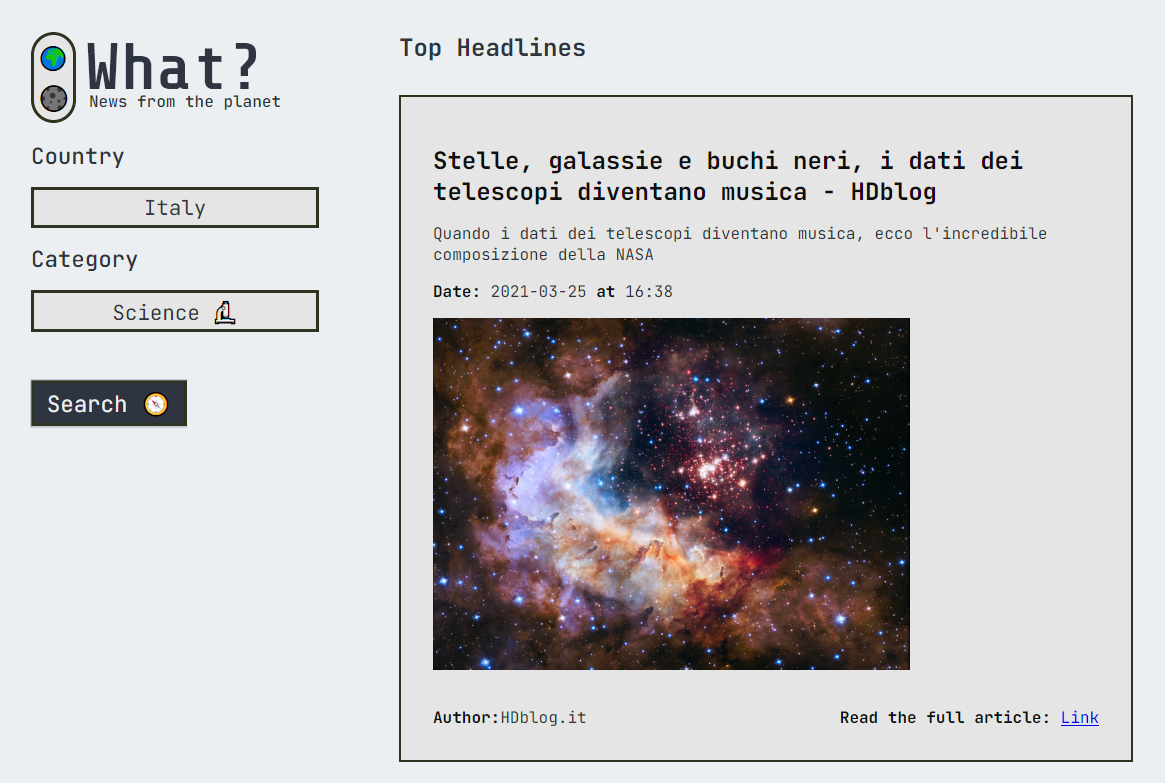 What?
News from the planet
Country
Italy
Category
Science
Search
Top Headlines
Stelle, galassie e buchi neri, i dati dei
telescopi diventano musica - HDblog
Quando i dati dei telescopi diventano musica, ecco l'incredibile
composizione della NASA
Date: 2021-03-25 at 16:38
Author:HDblog.it
Read the full article: Link